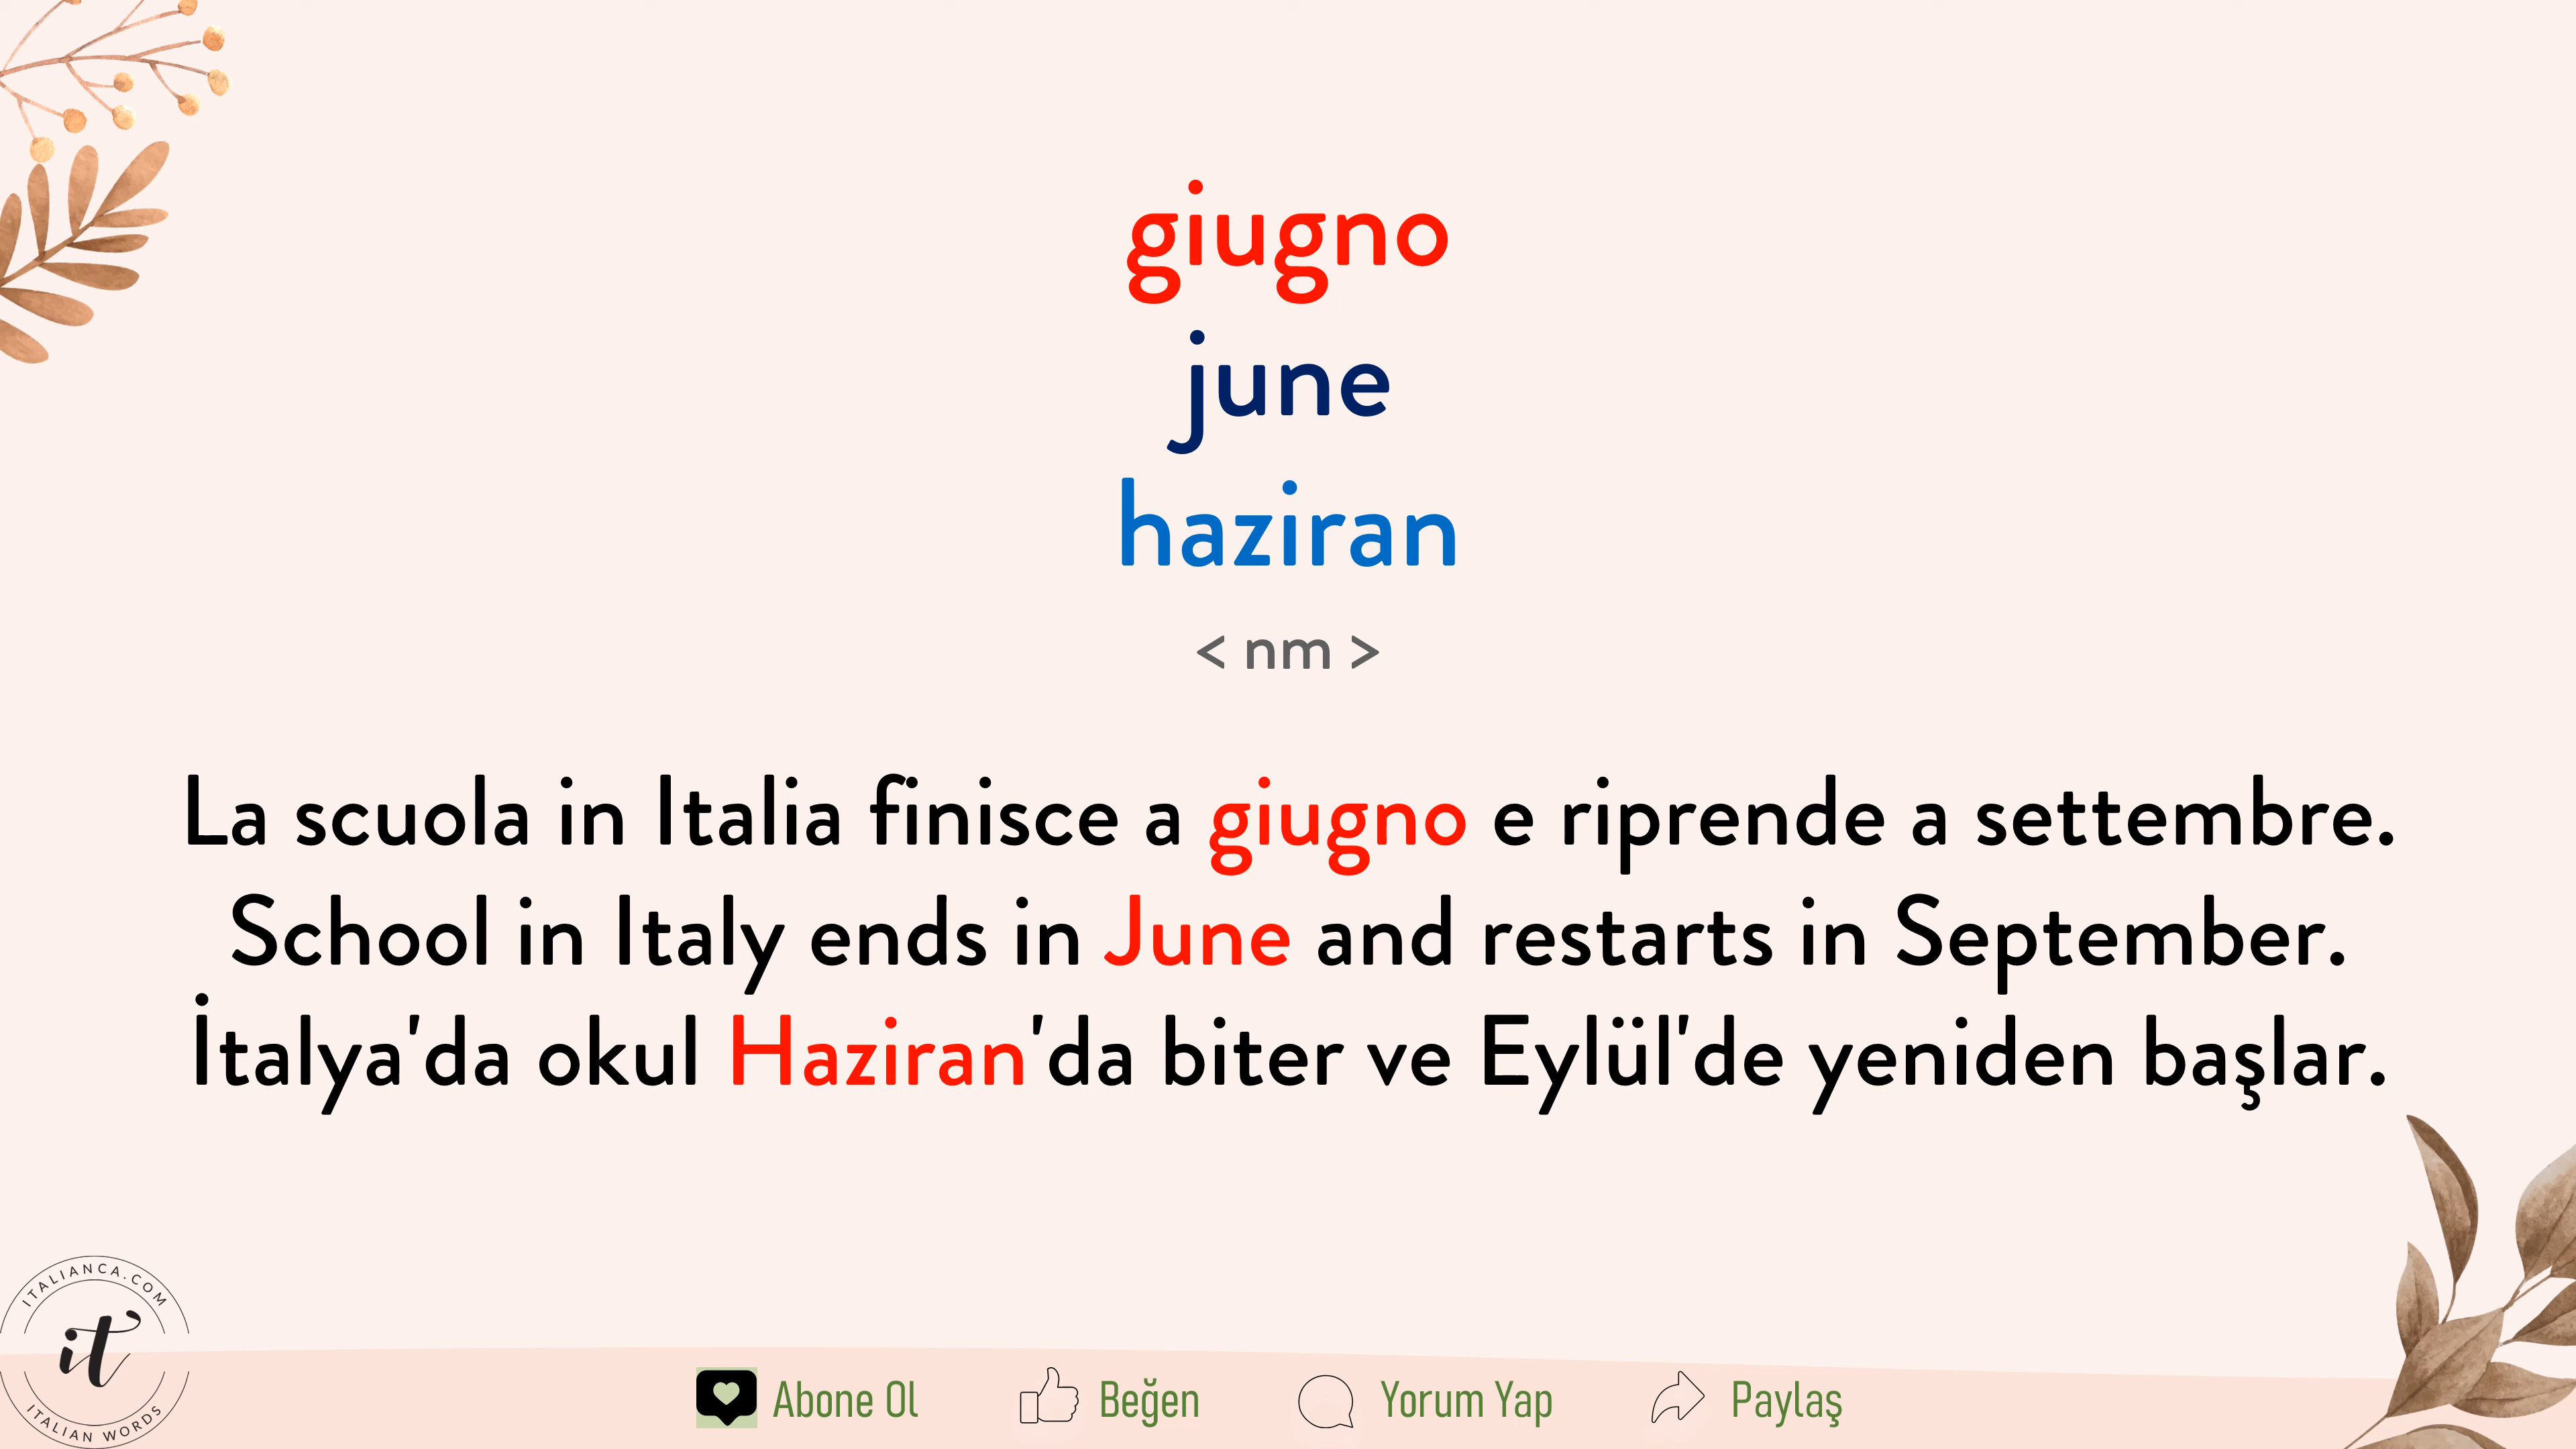 giugno
june
haziran
< nm >
La scuola in Italia finisce a giugno e riprende a settembre.
School in Italy ends in June and restarts in September.
İtalya'da okul Haziran'da biter ve Eylül'de yeniden başlar.
ITALIANCA.COM
it
ITALIAN WORDS
Abone Ol
Beğen
Yorum Yap
Paylaş